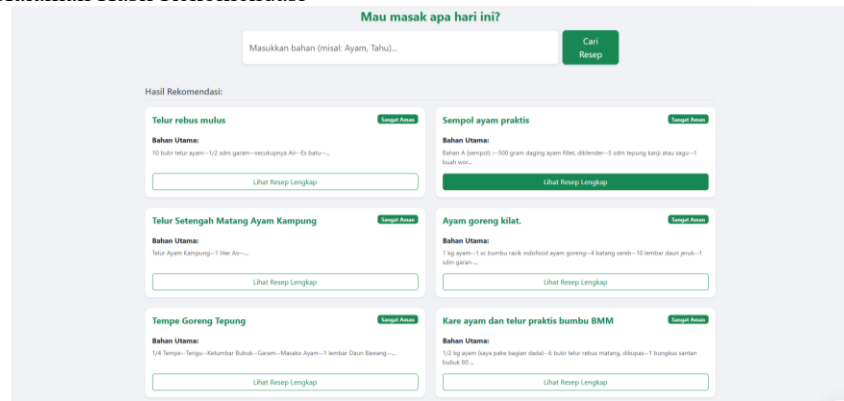 Mau masak apa hari ini?
Masukkan bahan (misal: Ayam, Tahu)...
Cari
Resep
Hasil Rekomendasi:
Telur rebus mulus
Sangat Aman
Bahan Utama:
10 butir telur ayam--1/2 sdm garam--secukupnya Air--Es batu--...
Lihat Resep Lengkap
Sempol ayam praktis
Sangat Aman
Bahan Utama:
Bahan A (sempol) :--500 gram daging ayam fillet, diblender--5 sdm tepung kanji atau sagu--1
buah wor...
Lihat Resep Lengkap
Telur Setengah Matang Ayam Kampung
Sangat Aman
Bahan Utama:
Telur Ayam Kampung--1 liter Air--...
Lihat Resep Lengkap
Ayam goreng kilat.
Sangat Aman
Bahan Utama:
1 kg ayam--1 sc bumbu racik indofood ayam goreng--4 batang sereh--10 lembar daun jeruk--1
sdm garan-...
Lihat Resep Lengkap
Tempe Goreng Tepung
Sangat Aman
Bahan Utama:
1/4 Tempe--Terigu--Ketumbar Bubuk--Garam--Masako Ayam--1 lembar Daun Bawang--...
Lihat Resep Lengkap
Kare ayam dan telur praktis bumbu BMM
Sangat Aman
Bahan Utama:
1/2 kg ayam (saya pake bagian dada)--6 butir telur rebus matang, dikupas--1 bungkus santan
bubuk 80 ...
Lihat Resep Lengkap